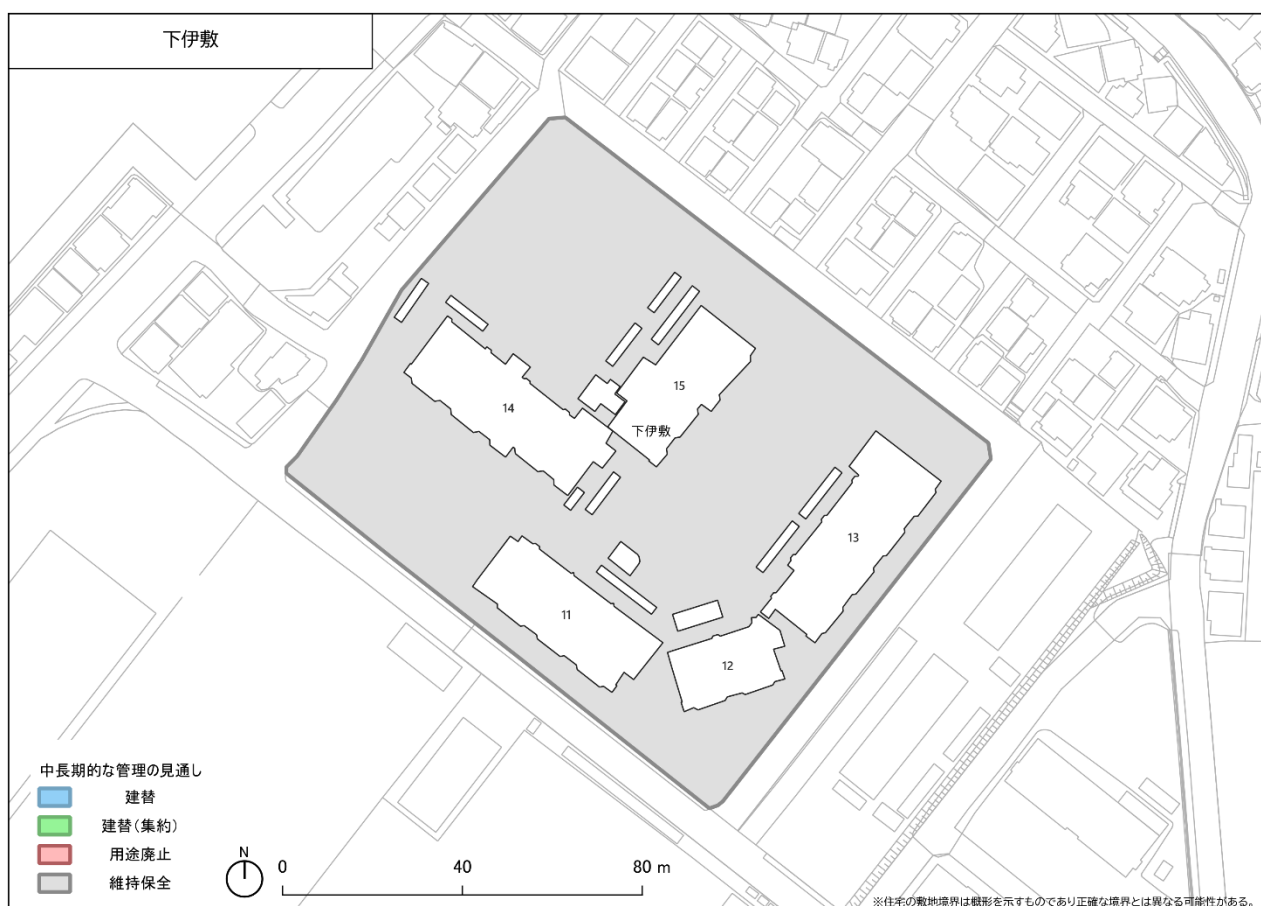 下伊敷
15
14
下伊敷
13
11
12
中長期的な管理の見通し
建替
建替(集約)
用途廃止
維持保全
N
0 40 80 m
※住宅の敷地境界は概形を示すものであり正確な境界とは異なる可能性がある。